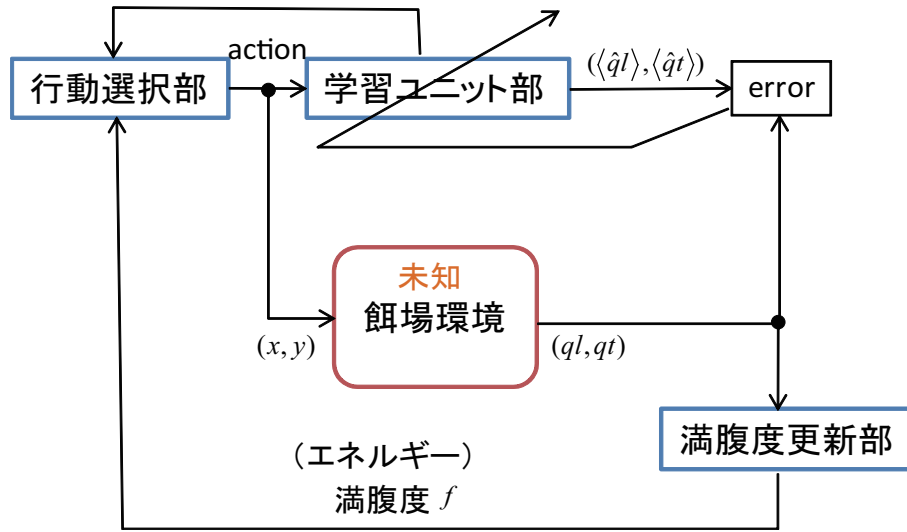 action
行動選択部
学習ユニット部
(⟨q̂l⟩,⟨q̂t⟩)
error
未知
餌場環境
(x, y)
(ql,qt)
満腹度更新部
（エネルギー）
満腹度 f